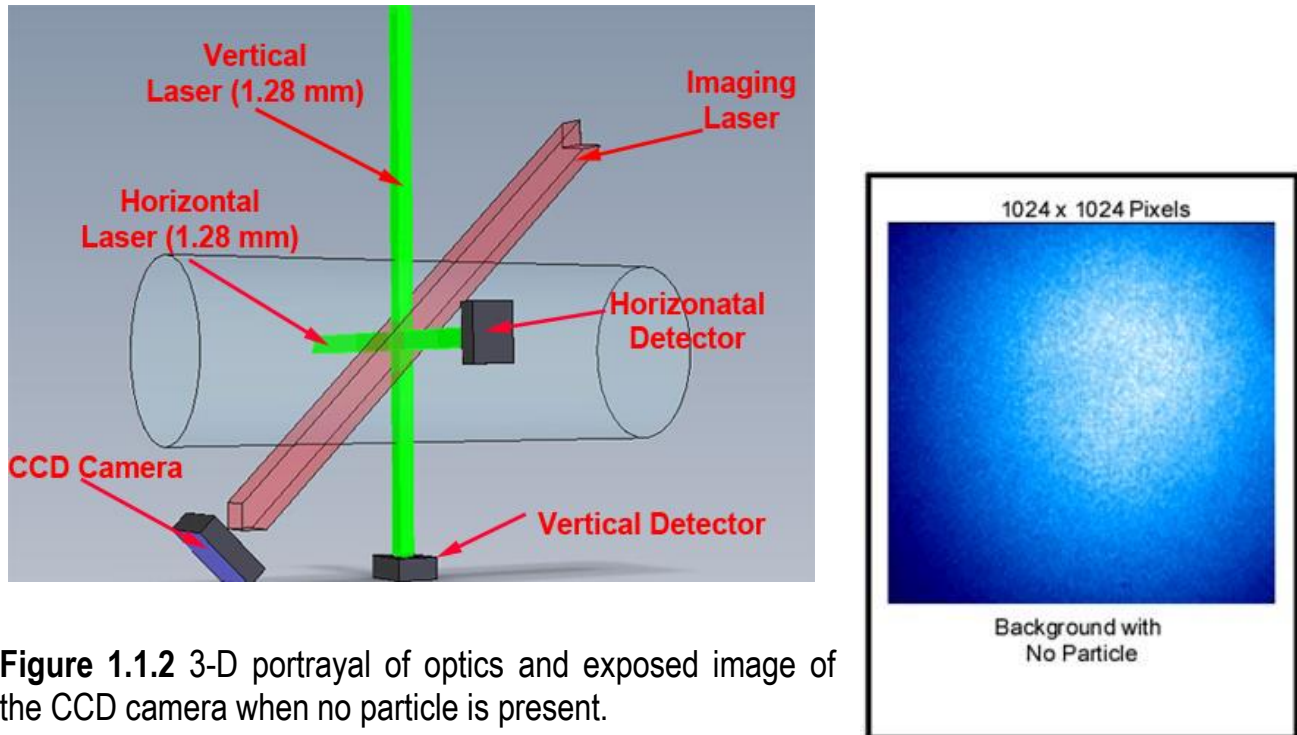 Vertical
Laser (1.28 mm)
Imaging
Laser
Horizontal
Laser (1.28 mm)
Horizonatal
Detector
CCD Camera
Vertical Detector
1024 x 1024 Pixels
Background with
No Particle
Figure 1.1.2 3-D portrayal of optics and exposed image of
the CCD camera when no particle is present.